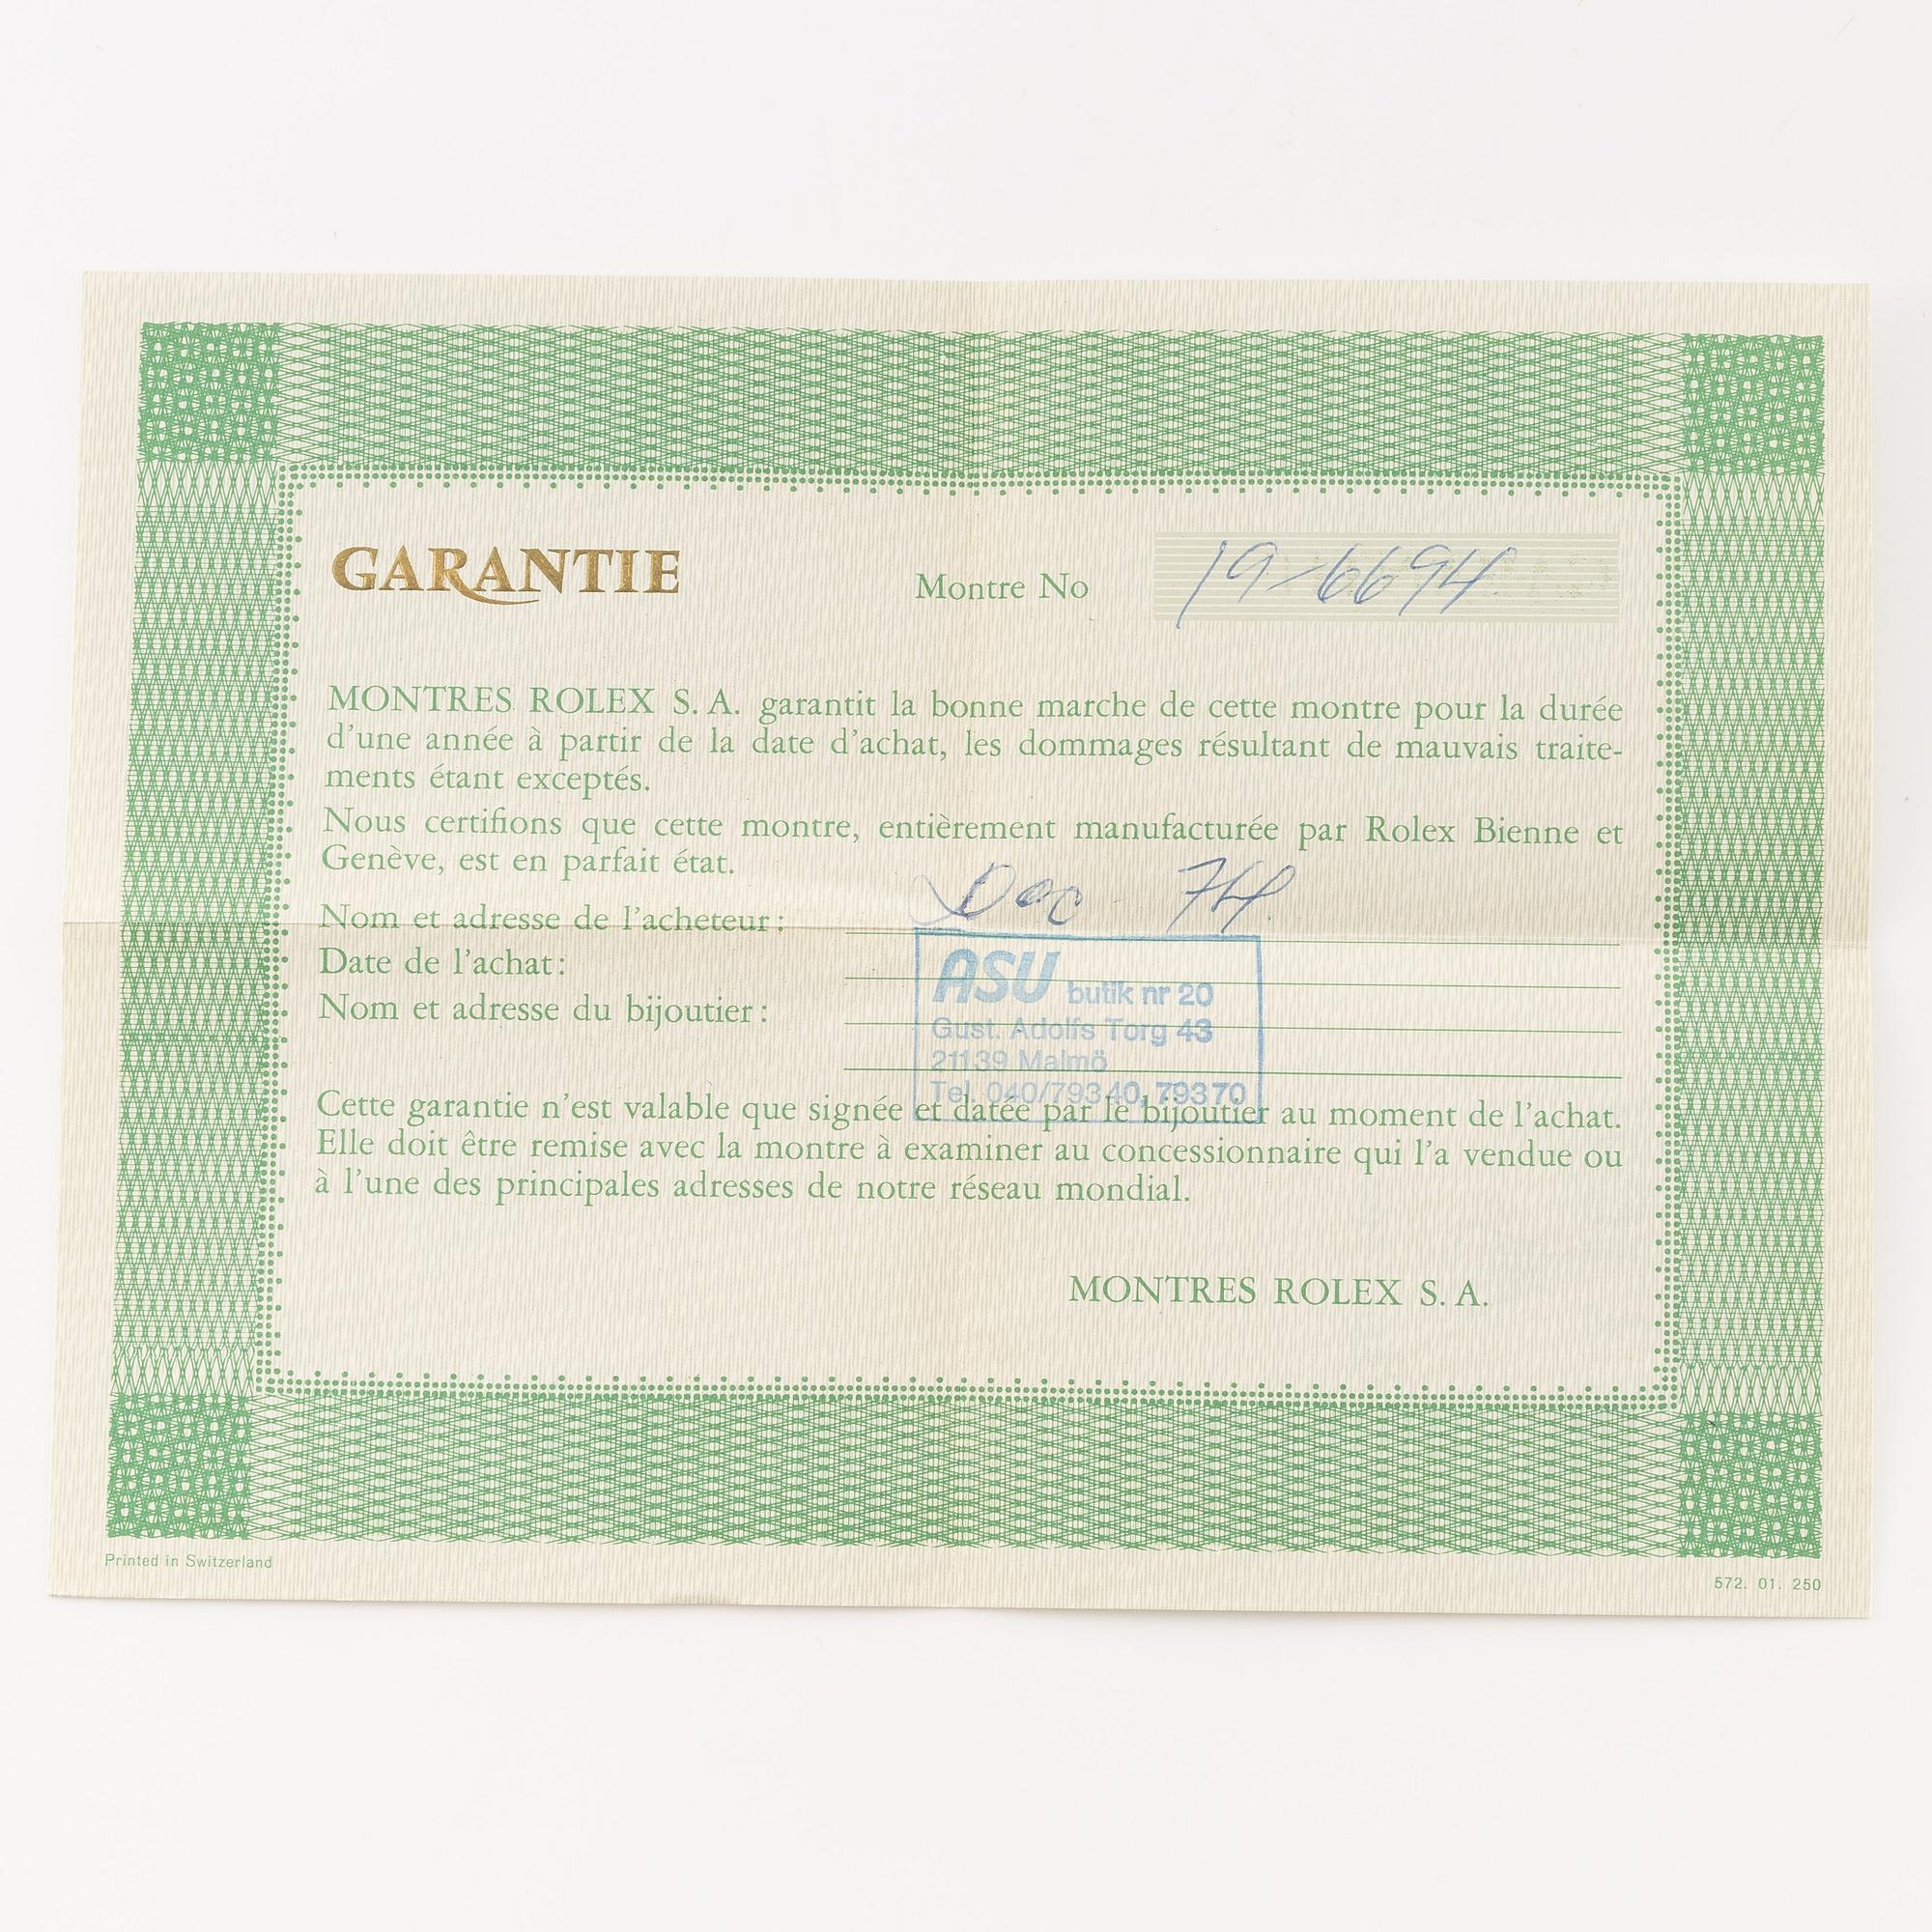 GARANTIE
Montre No 19-6694
MONTRES ROLEX S. A. garantit la bonne marche de cette montre pour la durée
d'une année à partir de la date d'achat, les dommages résultant de mauvais traite-
ments étant exceptés.
Nous certifions que cette montre, entièrement manufacturée par Rolex Bienne et
Genève, est en parfait état.
Dec - 74
Nom et adresse de l'acheteur :
Date de l'achat :
Nom et adresse du bijoutier :
ASU butik nr 20
Gust. Adolfs Torg 43
21139 Malmö
Tel. 040/79340, 79370
Cette garantie n'est valable que signée et datée par le bijoutier au moment de l'achat.
Elle doit être remise avec la montre à examiner au concessionnaire qui l'a vendue ou
à l'une des principales adresses de notre réseau mondial.
MONTRES ROLEX S. A.
Printed in Switzerland
572. 01. 250